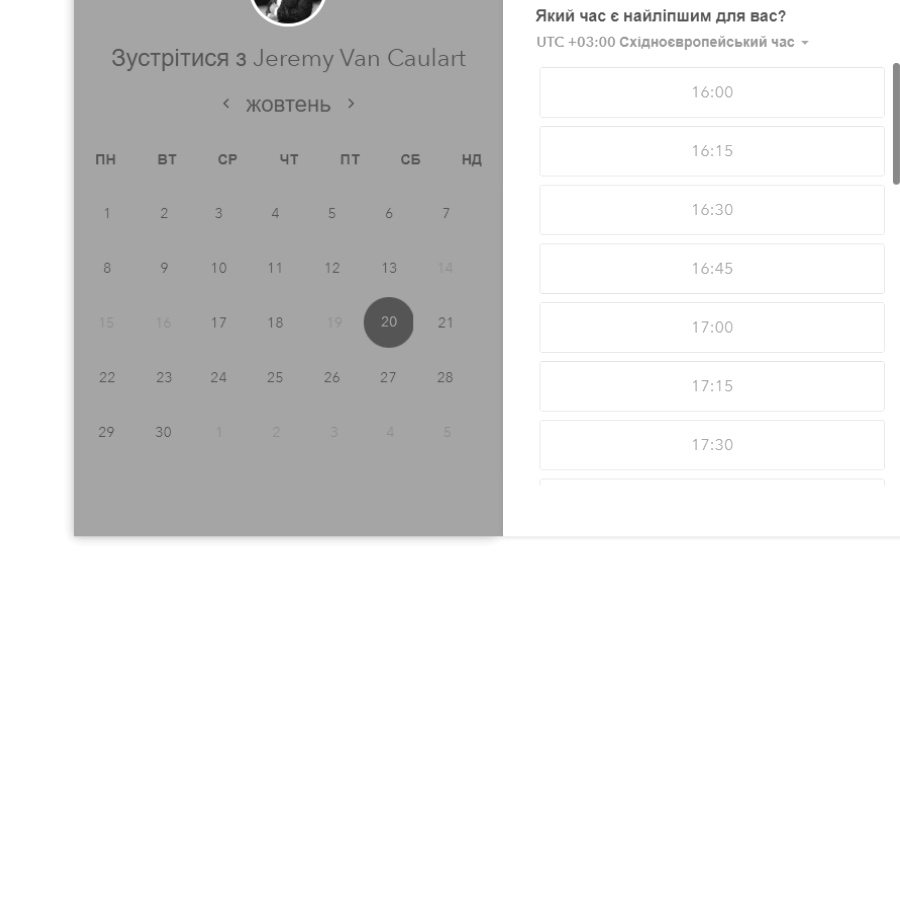 Зустрітися з Jeremy Van Caulart
жовтень
ПН ВТ СР ЧТ ПТ СБ НД
1 2 3 4 5 6 7
8 9 10 11 12 13 14
15 16 17 18 19 20 21
22 23 24 25 26 27 28
29 30 1 2 3 4 5
Який час є найліпшим для вас?
UTC +03:00 Східноєвропейський час
16:00
16:15
16:30
16:45
17:00
17:15
17:30